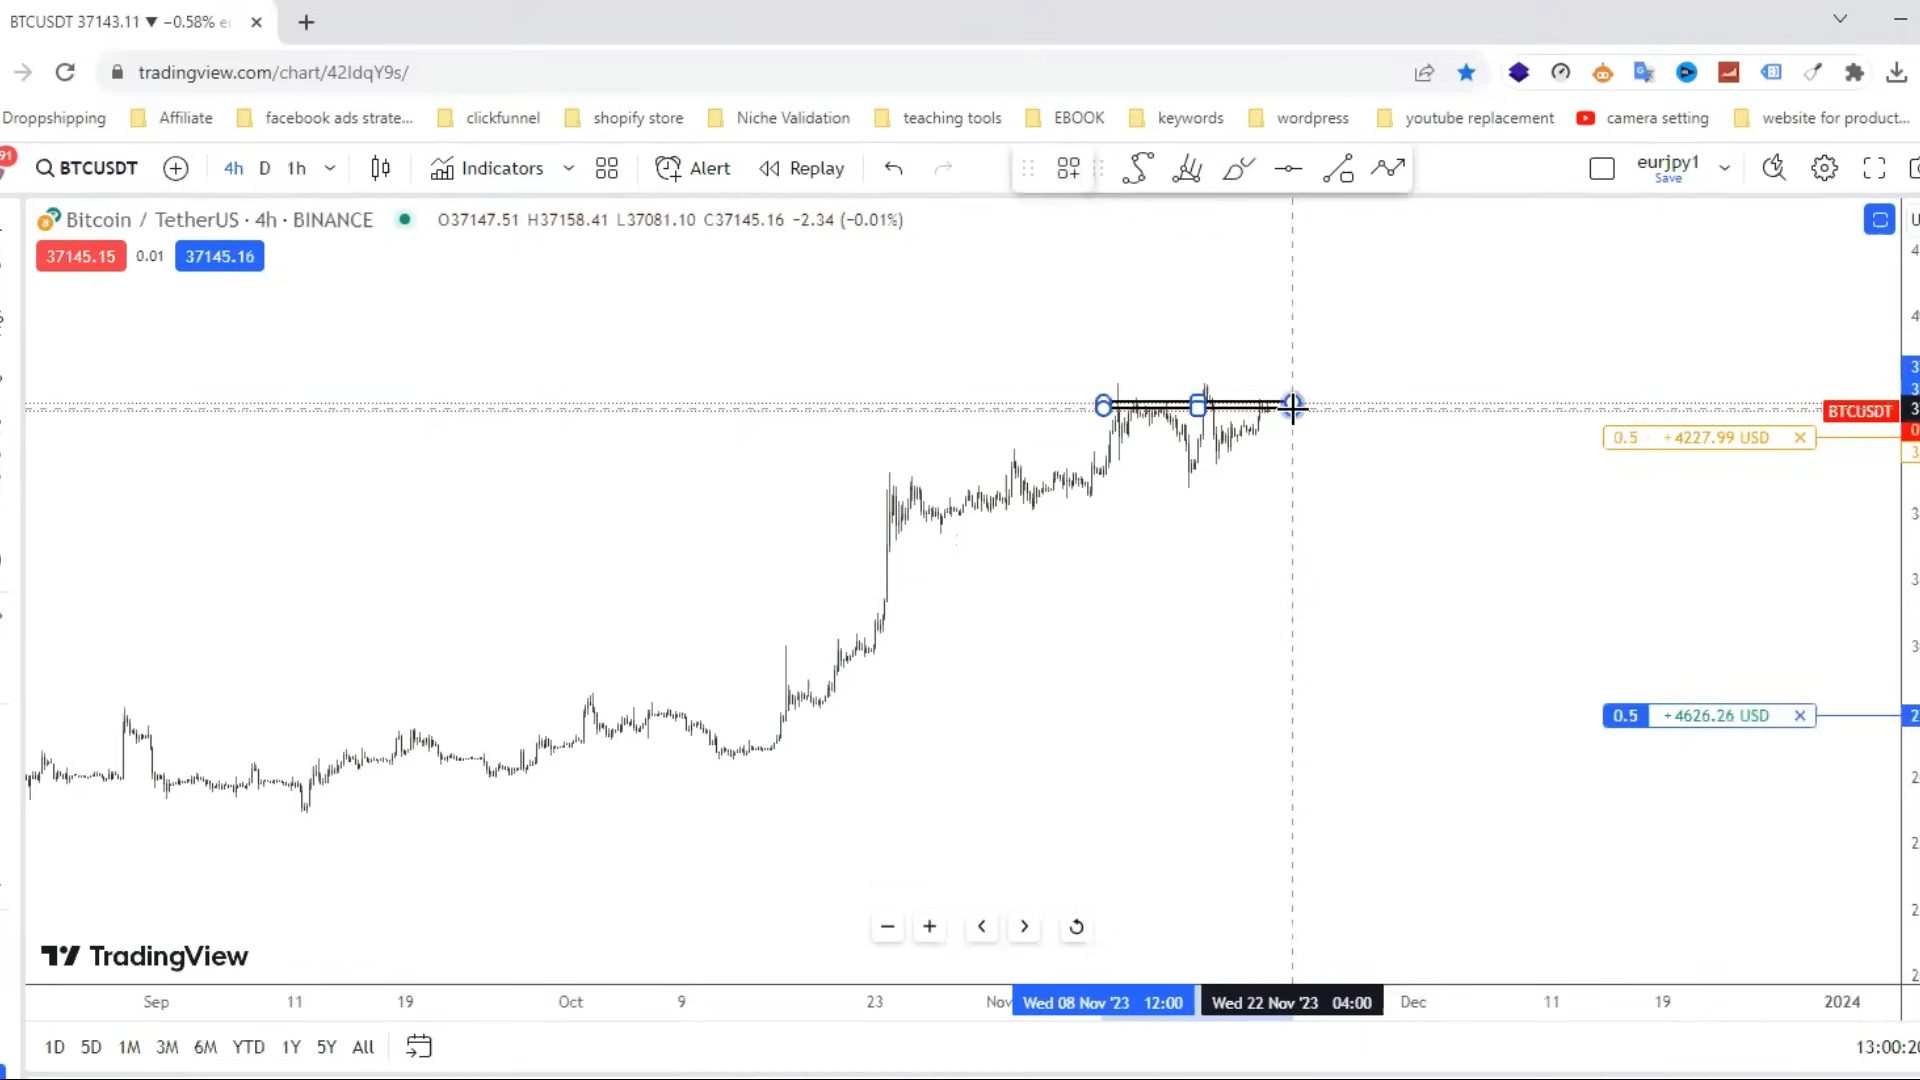 BTCUSDT 37143.11 ▼ −0.58%
tradingview.com/chart/42IdqY9s/
Droppshipping Affiliate facebook ads strate... clickfunnel shopify store Niche Validation teaching tools EBOOK keywords wordpress youtube replacement camera setting website for product...
91
BTCUSDT 4h D 1h Indicators Alert Replay eurjpy1
Save
Bitcoin / TetherUS · 4h · BINANCE O37147.51 H37158.41 L37081.10 C37145.16 −2.34 (−0.01%)
37145.15 0.01 37145.16
BTCUSDT
0.5 +4227.99 USD
0.5 +4626.26 USD
TradingView
Sep 11 19 Oct 9 23 Nov Wed 08 Nov '23 12:00 Wed 22 Nov '23 04:00 Dec 11 19 2024
1D 5D 1M 3M 6M YTD 1Y 5Y All